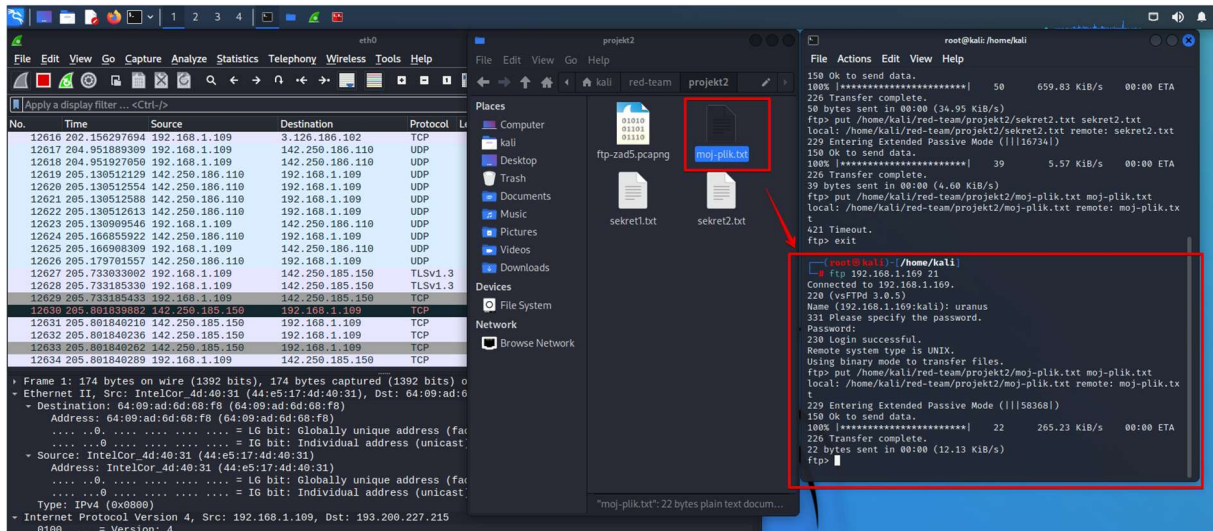 1 2 3 4
eth0
File Edit View Go Capture Analyze Statistics Telephony Wireless Tools Help
Apply a display filter … <Ctrl-/>
No. Time Source Destination Protocol
12616 202.156297694 192.168.1.109 3.126.186.102 TCP
12617 204.951889309 192.168.1.109 142.250.186.110 UDP
12618 204.951927050 192.168.1.109 142.250.186.110 UDP
12619 205.130512129 142.250.186.110 192.168.1.109 UDP
12620 205.130512554 142.250.186.110 192.168.1.109 UDP
12621 205.130512588 142.250.186.110 192.168.1.109 UDP
12622 205.130512613 142.250.186.110 192.168.1.109 UDP
12623 205.130909546 192.168.1.109 142.250.186.110 UDP
12624 205.166855922 142.250.186.110 192.168.1.109 UDP
12625 205.166908309 192.168.1.109 142.250.186.110 UDP
12626 205.179701557 142.250.186.110 192.168.1.109 UDP
12627 205.733033002 192.168.1.109 142.250.185.150 TLSv1.3
12628 205.733185330 192.168.1.109 142.250.185.150 TLSv1.3
12629 205.733185433 192.168.1.109 142.250.185.150 TCP
12630 205.801839882 142.250.185.150 192.168.1.109 TCP
12631 205.801840210 142.250.185.150 192.168.1.109 TCP
12632 205.801840236 142.250.185.150 192.168.1.109 TCP
12633 205.801840262 142.250.185.150 192.168.1.109 TCP
12634 205.801840289 192.168.1.109 142.250.185.150 TCP
Frame 1: 174 bytes on wire (1392 bits), 174 bytes captured (1392 bits) o
Ethernet II, Src: IntelCor_4d:40:31 (44:e5:17:4d:40:31), Dst: 64:09:ad:6
Destination: 64:09:ad:6d:68:f8 (64:09:ad:6d:68:f8)
Address: 64:09:ad:6d:68:f8 (64:09:ad:6d:68:f8)
.... ..0. .... .... .... .... = LG bit: Globally unique address (fac
.... ...0 .... .... .... .... = IG bit: Individual address (unicast
Source: IntelCor_4d:40:31 (44:e5:17:4d:40:31)
Address: IntelCor_4d:40:31 (44:e5:17:4d:40:31)
.... ..0. .... .... .... .... = LG bit: Globally unique address (fac
.... ...0 .... .... .... .... = IG bit: Individual address (unicast
Type: IPv4 (0x0800)
Internet Protocol Version 4, Src: 192.168.1.109, Dst: 193.200.227.215
0100 .... = Version: 4
projekt2
File Edit View Go Help
kali red-team projekt2
Places
Computer
kali
Desktop
Trash
Documents
Music
Pictures
Videos
Downloads
Devices
File System
Network
Browse Network
01010
01101
01110
ftp-zad5.pcapng
moj-plik.txt
sekret1.txt
sekret2.txt
"moj-plik.txt": 22 bytes plain text docum…
root@kali: /home/kali
File Actions Edit View Help
150 Ok to send data.
100% |***********************| 50 659.83 KiB/s 00:00 ETA
226 Transfer complete.
50 bytes sent in 00:00 (34.95 KiB/s)
ftp> put /home/kali/red-team/projekt2/sekret2.txt sekret2.txt
local: /home/kali/red-team/projekt2/sekret2.txt remote: sekret2.txt
229 Entering Extended Passive Mode (|||16734|)
150 Ok to send data.
100% |***********************| 39 5.57 KiB/s 00:00 ETA
226 Transfer complete.
39 bytes sent in 00:00 (4.60 KiB/s)
ftp> put /home/kali/red-team/projekt2/moj-plik.txt moj-plik.txt
local: /home/kali/red-team/projekt2/moj-plik.txt remote: moj-plik.tx
t
421 Timeout.
ftp> exit
┌──(root㉿kali)-[/home/kali]
└─# ftp 192.168.1.169 21
Connected to 192.168.1.169.
220 (vsFTPd 3.0.5)
Name (192.168.1.169:kali): uranus
331 Please specify the password.
Password:
230 Login successful.
Remote system type is UNIX.
Using binary mode to transfer files.
ftp> put /home/kali/red-team/projekt2/moj-plik.txt moj-plik.txt
local: /home/kali/red-team/projekt2/moj-plik.txt remote: moj-plik.tx
t
229 Entering Extended Passive Mode (|||58368|)
150 Ok to send data.
100% |***********************| 22 265.23 KiB/s 00:00 ETA
226 Transfer complete.
22 bytes sent in 00:00 (12.13 KiB/s)
ftp>